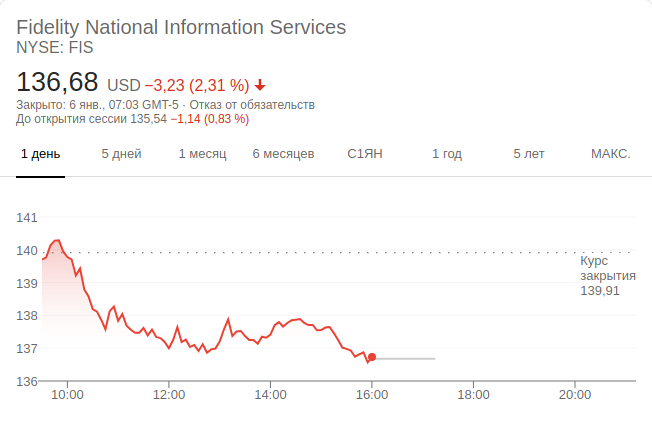 Fidelity National Information Services
NYSE: FIS
136,68 USD −3,23 (2,31 %)
Закрыто: 6 янв., 07:03 GMT-5 · Отказ от обязательств
До открытия сессии 135,54 −1,14 (0,83 %)
1 день 5 дней 1 месяц 6 месяцев С1ЯН 1 год 5 лет МАКС.
141
140
Курс
закрытия
139,91
139
138
137
136
10:00 12:00 14:00 16:00 18:00 20:00